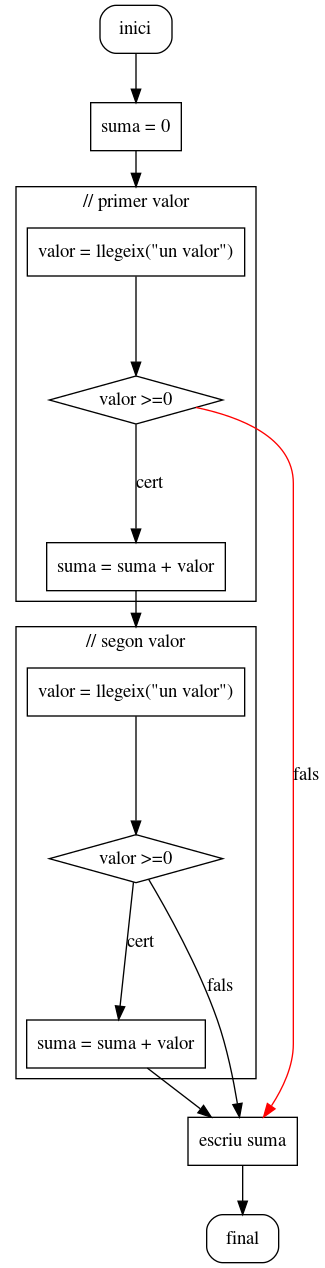 inici
suma = 0
// primer valor
valor = llegeix("un valor")
valor >=0
cert
suma = suma + valor
// segon valor
valor = llegeix("un valor")
fals
valor >=0
cert
fals
suma = suma + valor
escriu suma
final